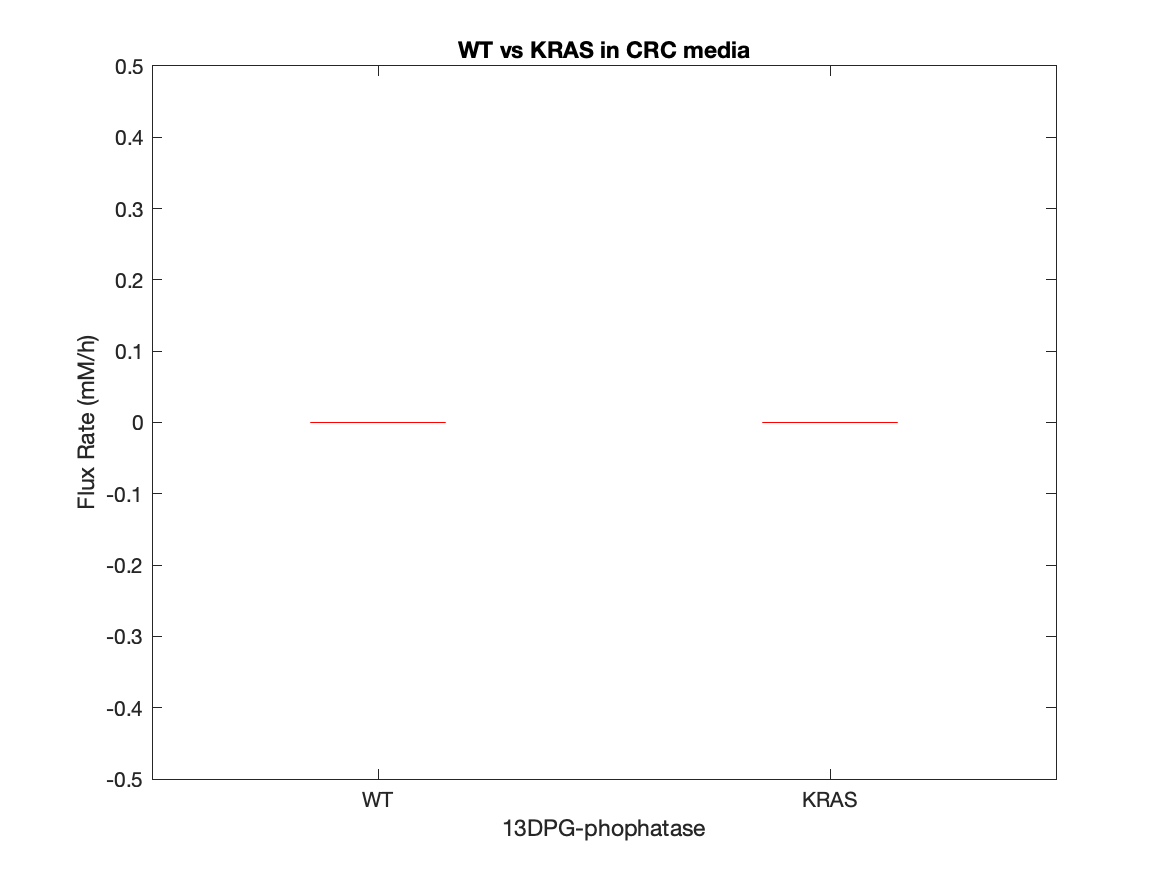 WT vs KRAS in CRC media
0.5
0.4
0.3
0.2
0.1
0
-0.1
-0.2
-0.3
-0.4
-0.5
Flux Rate (mM/h)
WT
KRAS
13DPG-phophatase